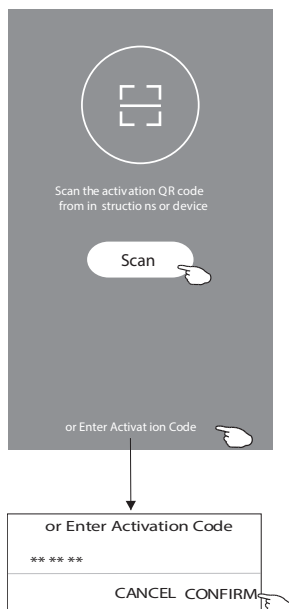 Scan the activation QR code
from in structio ns or device
Scan
or Enter Activat ion Code
or Enter Activation Code
** ** **
CANCEL CONFIRM